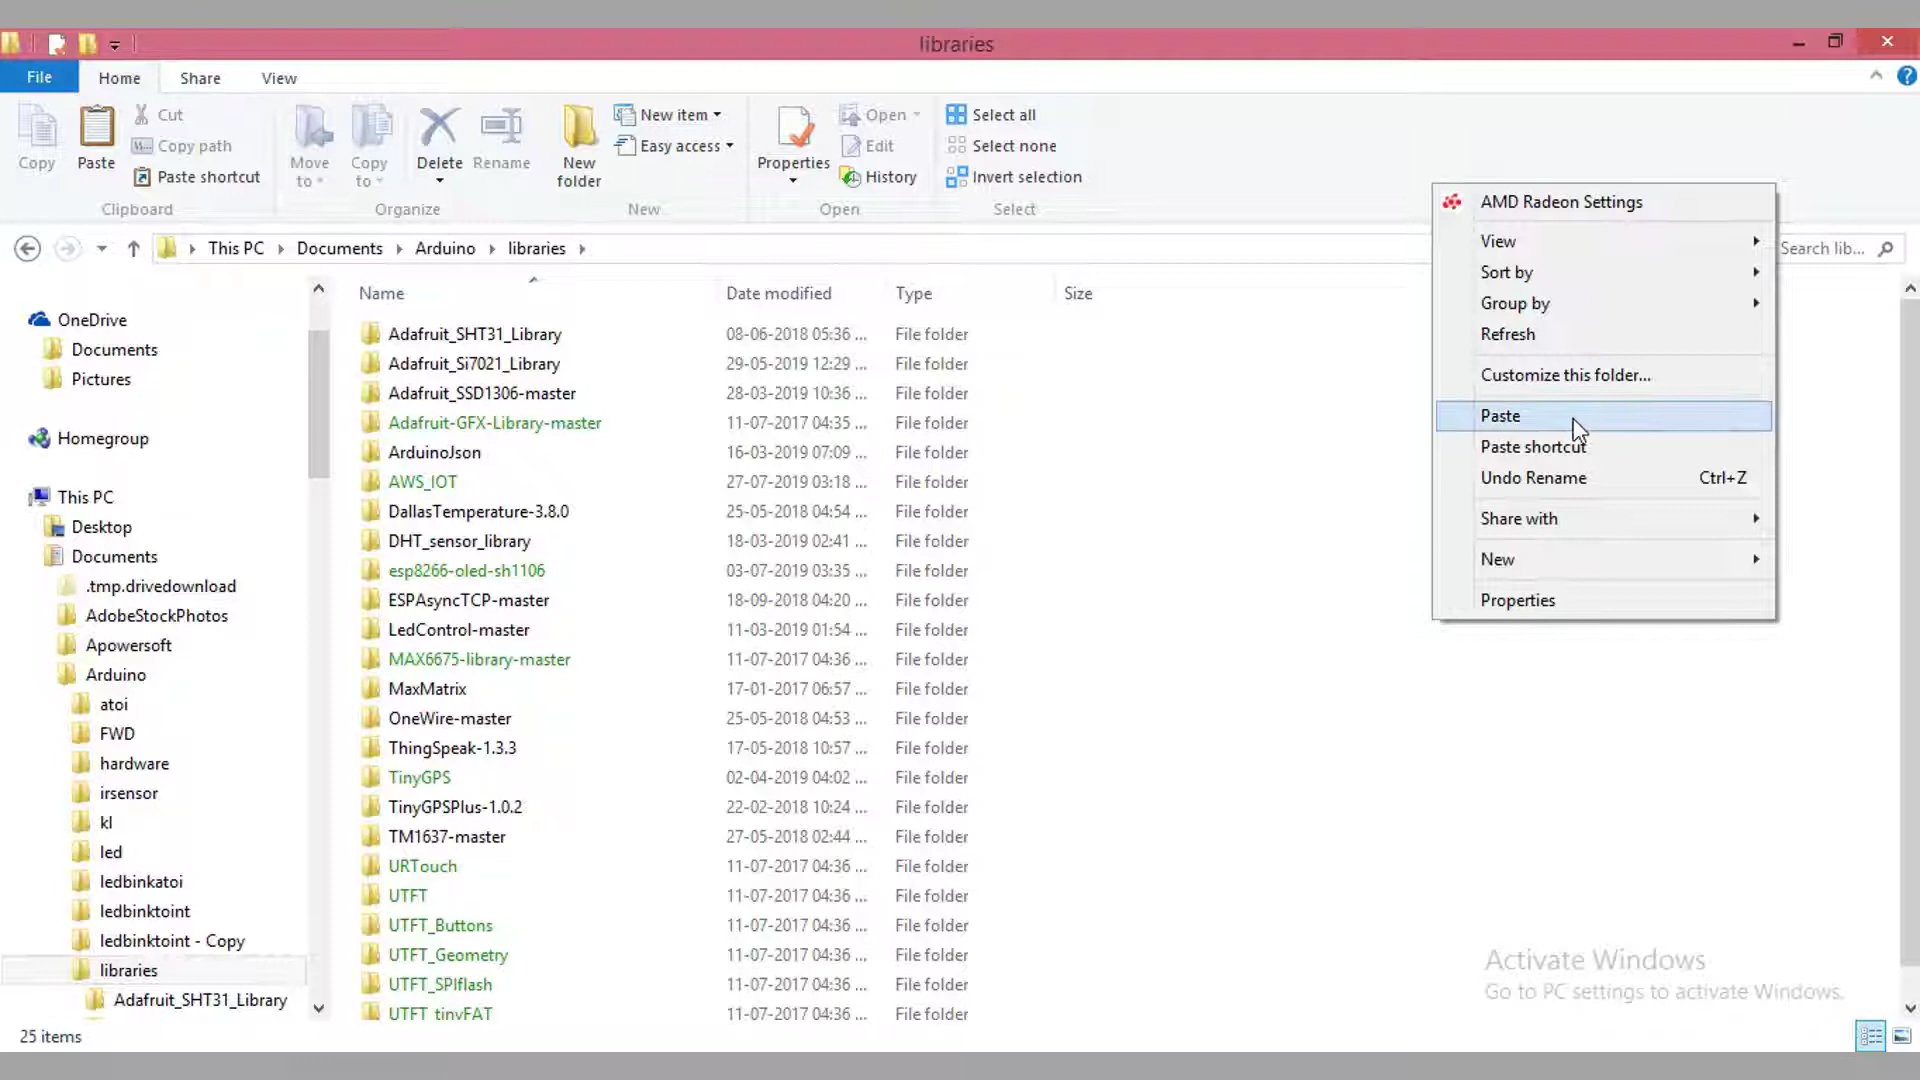 libraries
File
Home
Share
View
Copy
Paste
Cut
Copy path
Paste shortcut
Clipboard
Move to
Copy to
Delete
Rename
Organize
New folder
New item
Easy access
New
Properties
Open
Edit
History
Open
Select all
Select none
Invert selection
Select
This PC
Documents
Arduino
libraries
Search lib...
OneDrive
Documents
Pictures
Homegroup
This PC
Desktop
Documents
.tmp.drivedownload
AdobeStockPhotos
Apowersoft
Arduino
atoi
FWD
hardware
irsensor
kl
led
ledbinkatoi
ledbinktoint
ledbinktoint - Copy
libraries
Adafruit_SHT31_Library
Name Date modified Type Size
Adafruit_SHT31_Library 08-06-2018 05:36 ... File folder
Adafruit_Si7021_Library 29-05-2019 12:29 ... File folder
Adafruit_SSD1306-master 28-03-2019 10:36 ... File folder
Adafruit-GFX-Library-master 11-07-2017 04:35 ... File folder
ArduinoJson 16-03-2019 07:09 ... File folder
AWS_IOT 27-07-2019 03:18 ... File folder
DallasTemperature-3.8.0 25-05-2018 04:54 ... File folder
DHT_sensor_library 18-03-2019 02:41 ... File folder
esp8266-oled-sh1106 03-07-2019 03:35 ... File folder
ESPAsyncTCP-master 18-09-2018 04:20 ... File folder
LedControl-master 11-03-2019 01:54 ... File folder
MAX6675-library-master 11-07-2017 04:36 ... File folder
MaxMatrix 17-01-2017 06:57 ... File folder
OneWire-master 25-05-2018 04:53 ... File folder
ThingSpeak-1.3.3 17-05-2018 10:57 ... File folder
TinyGPS 02-04-2019 04:02 ... File folder
TinyGPSPlus-1.0.2 22-02-2018 10:24 ... File folder
TM1637-master 27-05-2018 02:44 ... File folder
URTouch 11-07-2017 04:36 ... File folder
UTFT 11-07-2017 04:36 ... File folder
UTFT_Buttons 11-07-2017 04:36 ... File folder
UTFT_Geometry 11-07-2017 04:36 ... File folder
UTFT_SPIflash 11-07-2017 04:36 ... File folder
UTFT_tinyFAT 11-07-2017 04:36 ... File folder
AMD Radeon Settings
View
Sort by
Group by
Refresh
Customize this folder...
Paste
Paste shortcut
Undo Rename Ctrl+Z
Share with
New
Properties
Activate Windows
Go to PC settings to activate Windows.
25 items